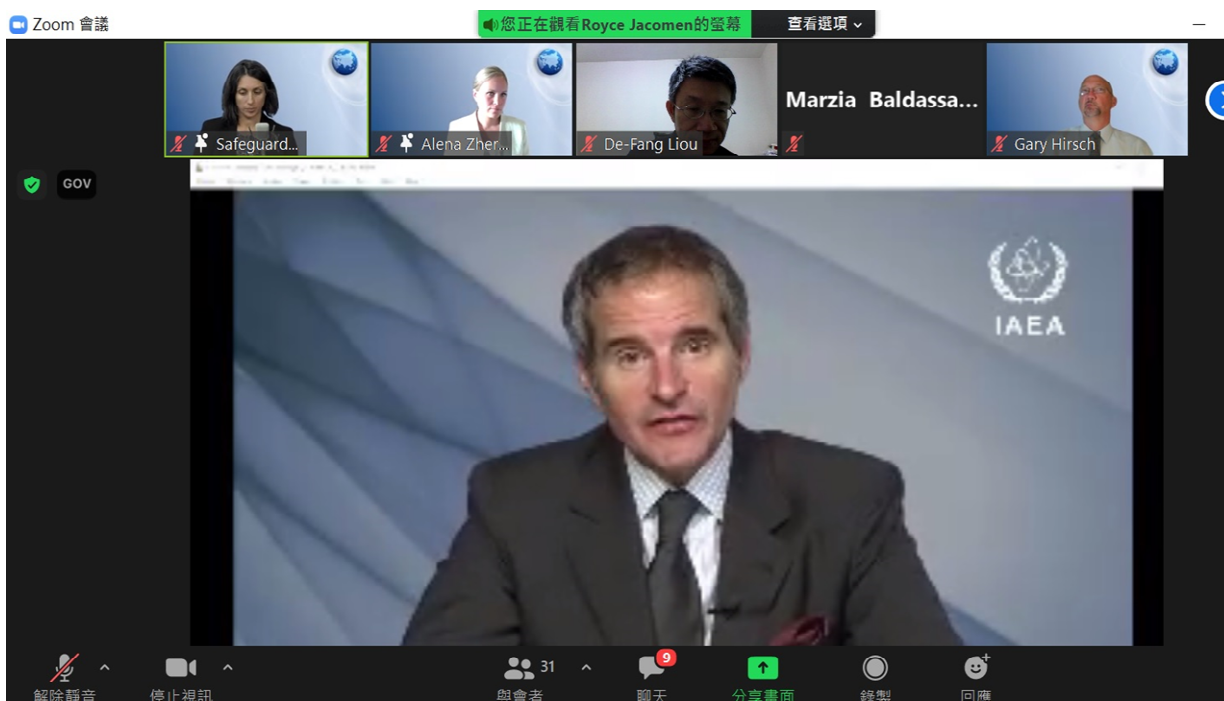 Zoom 會議
您正在觀看Royce Jacomen的螢幕
查看選項
Safeguard...
Alena Zher...
De-Fang Liou
Marzia Baldassa...
Gary Hirsch
GOV
IAEA
31
9
解除靜音
停止視訊
與會者
聊天
分享畫面
錄製
回應